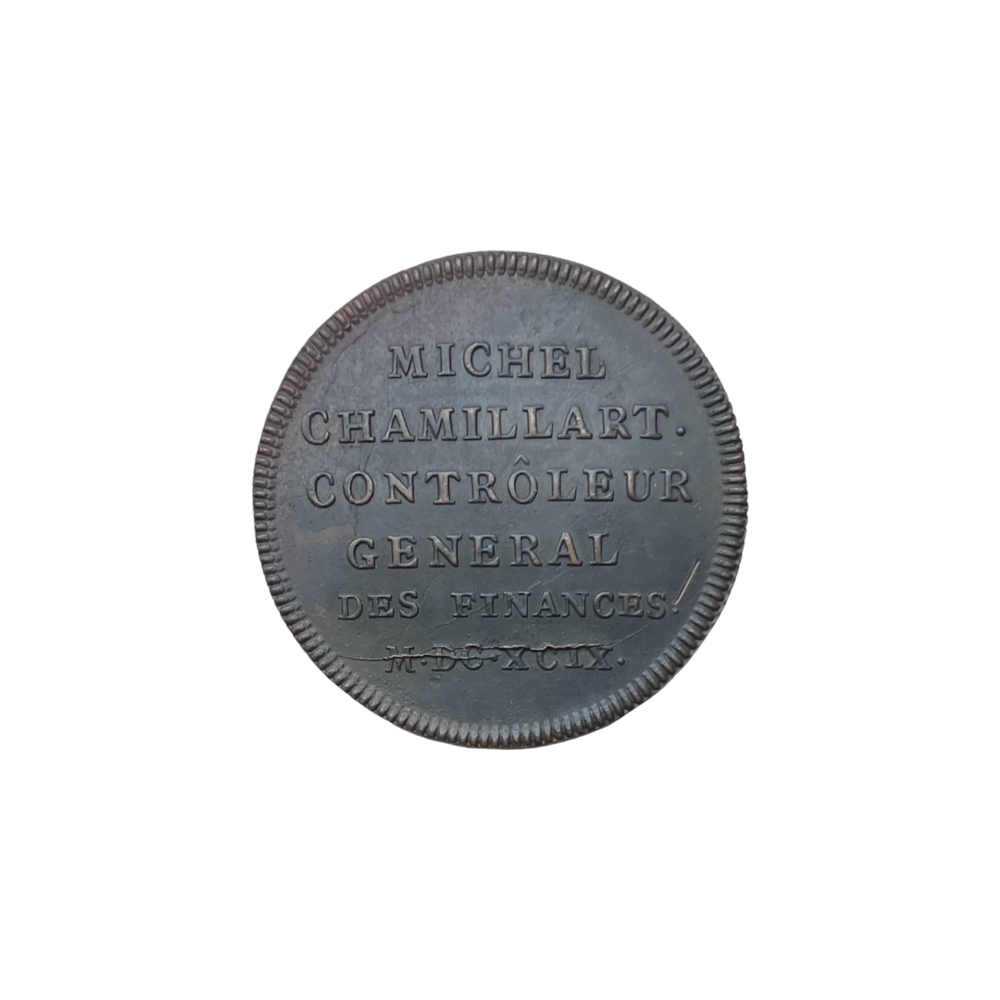 MICHEL
CHAMILLART.
CONTRÔLEUR
GENERAL
DES FINANCES.
M·DC·XCIX.